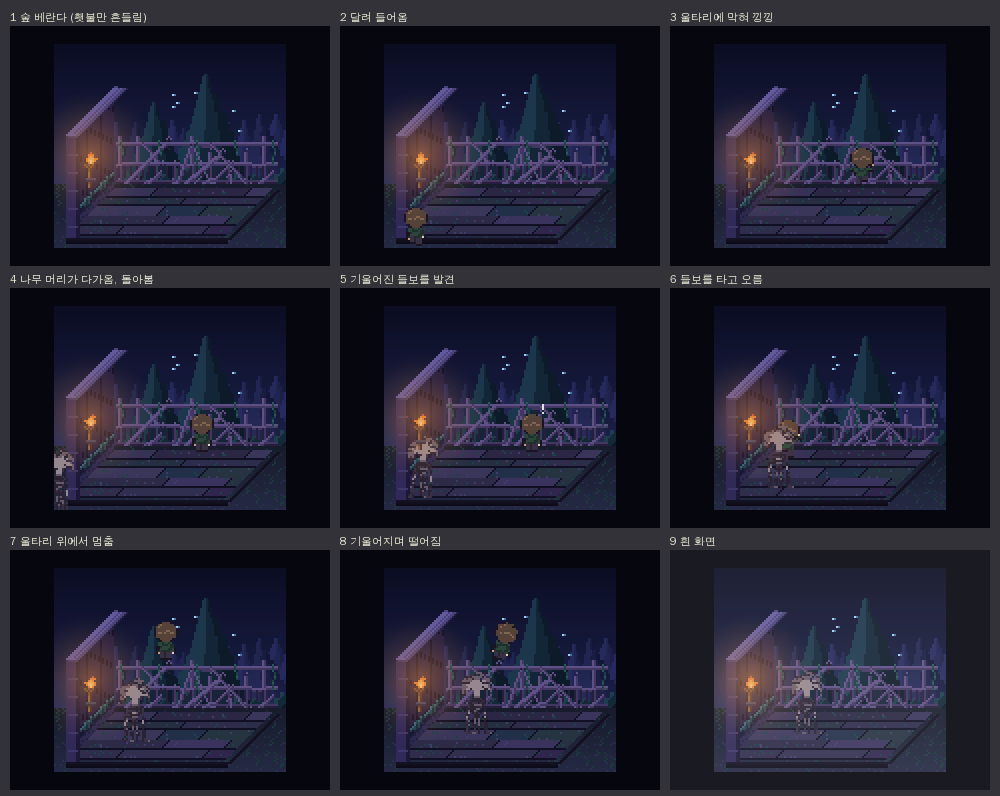 1 숲 베란다 (횃불만 흔들림)
2 달려 들어옴
3 울타리에 막혀 낑낑
4 나무 머리가 다가옴, 돌아봄
5 기울어진 들보를 발견
6 들보를 타고 오름
7 울타리 위에서 멈춤
8 기울어지며 떨어짐
9 흰 화면
!